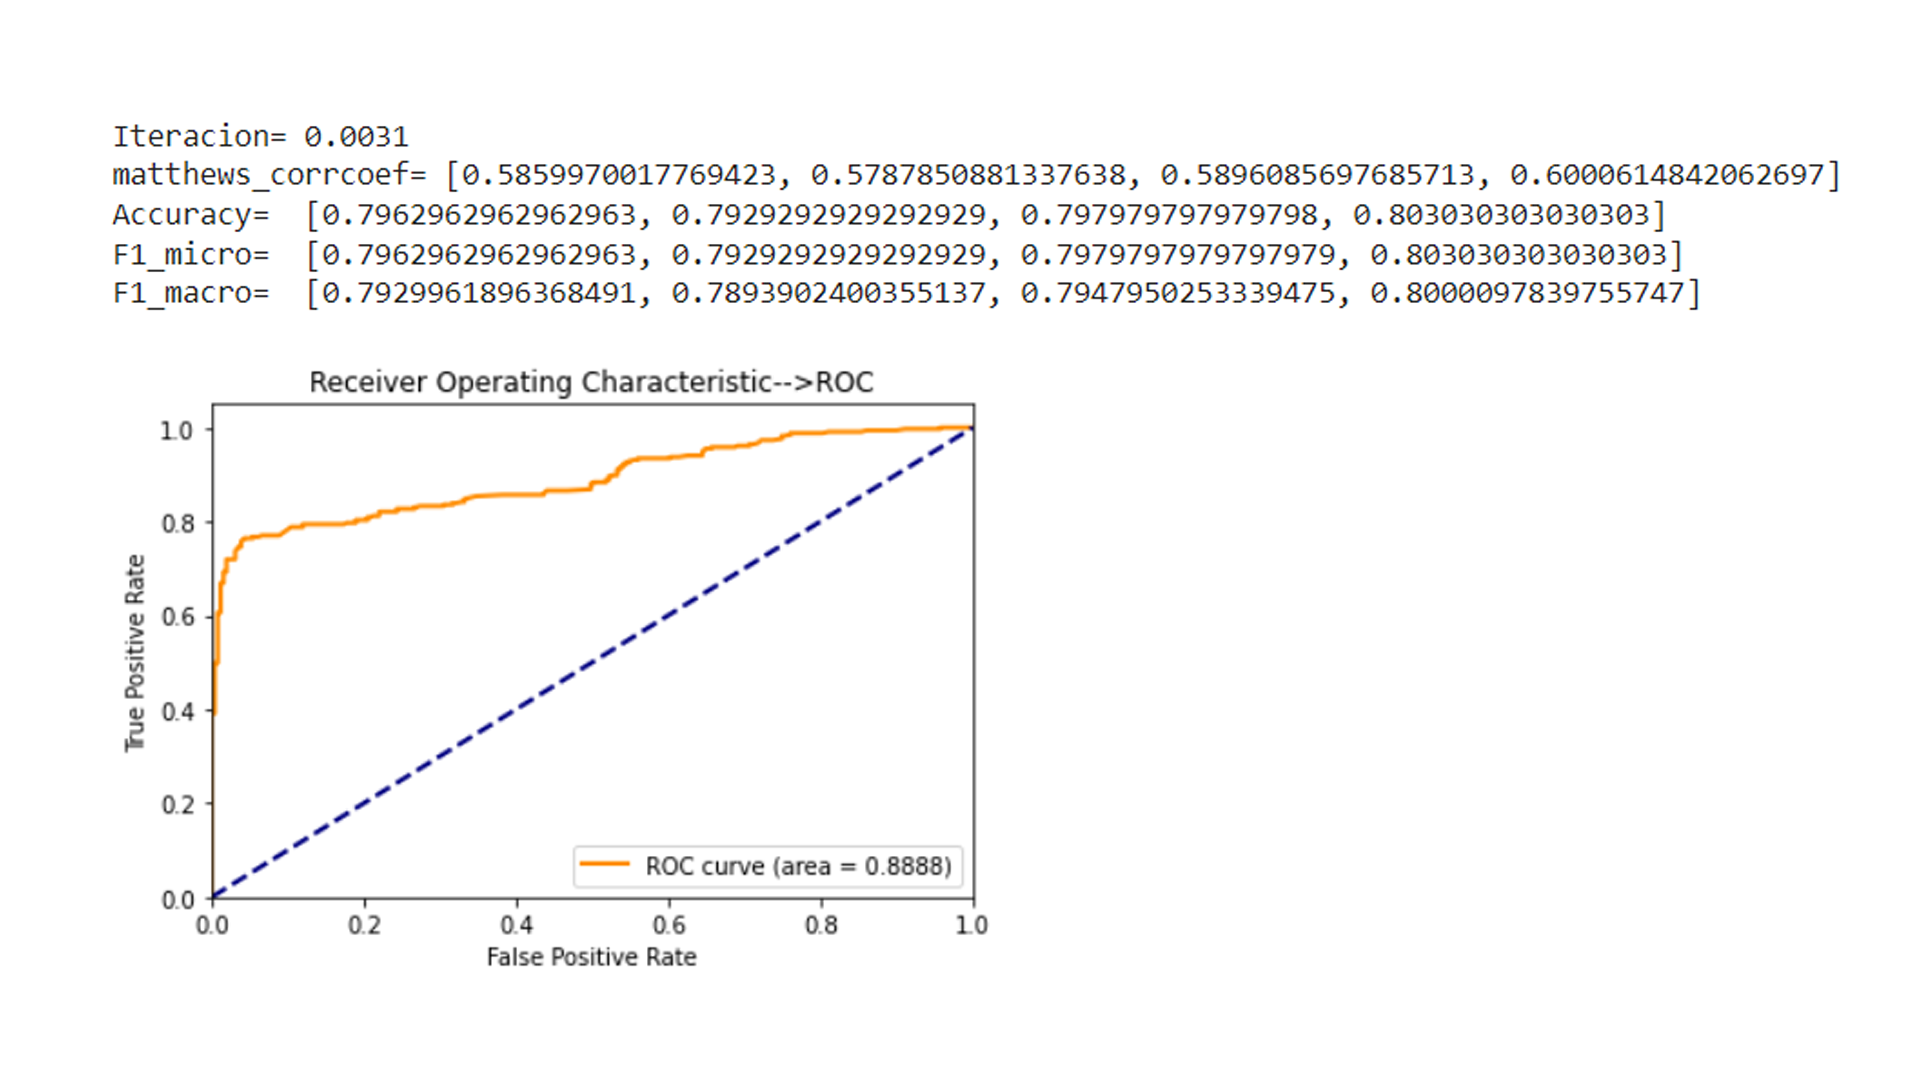 Iteracion= 0.0031
matthews_corrcoef= [0.5859970017769423, 0.5787850881337638, 0.5896085697685713, 0.6000614842062697]
Accuracy=  [0.7962962962962963, 0.7929292929292929, 0.797979797979798, 0.803030303030303]
F1_micro=  [0.7962962962962963, 0.7929292929292929, 0.7979797979797979, 0.803030303030303]
F1_macro=  [0.7929961896368491, 0.7893902400355137, 0.7947950253339475, 0.8000097839755747]
Receiver Operating Characteristic-->ROC
1.0
0.8
0.6
0.4
0.2
0.0
True Positive Rate
ROC curve (area = 0.8888)
0.0 0.2 0.4 0.6 0.8 1.0
False Positive Rate